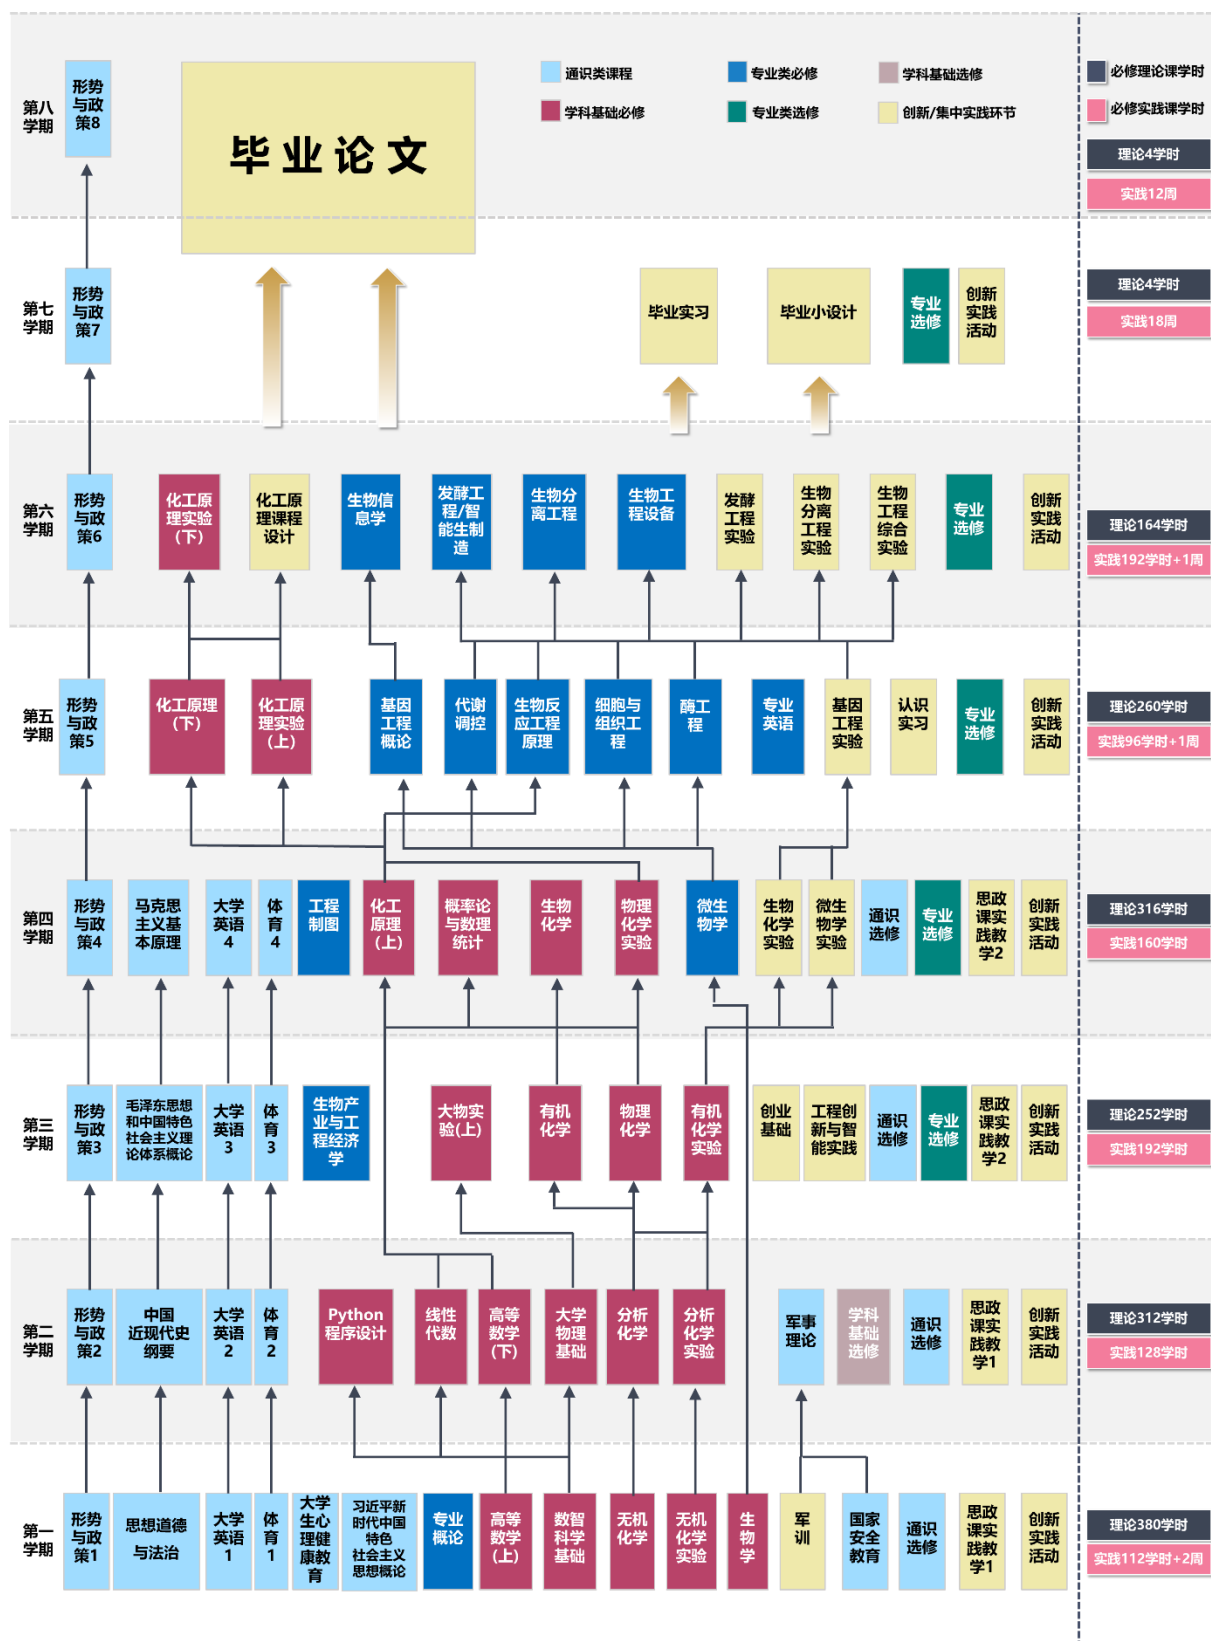 第八
学期
形势
与政
策8
毕业论文
通识类课程
专业类必修
学科基础选修
学科基础必修
专业类选修
创新/集中实践环节
必修理论课学时
必修实践课学时
理论4学时
实践12周
第七
学期
形势
与政
策7
毕业实习
毕业小设计
专业
选修
创新
实践
活动
理论4学时
实践18周
第六
学期
形势
与政
策6
化工原
理实验
(下)
化工原
理课程
设计
生物信
息学
发酵工
程/智
能生制
造
生物分
离工程
生物工
程设备
发酵
工程
实验
生物
分离
工程
实验
生物
工程
综合
实验
专业
选修
创新
实践
活动
理论164学时
实践192学时+1周
第五
学期
形势
与政
策5
化工原理
(下)
化工原
理实验
(上)
基因
工程
概论
代谢
调控
生物反
应工程
原理
细胞与
组织工
程
酶工
程
专业
英语
基因
工程
实验
认识
实习
专业
选修
创新
实践
活动
理论260学时
实践96学时+1周
第四
学期
形势
与政
策4
马克思
主义基
本原理
大学
英语
4
体
育
4
工程
制图
化工
原理
(上)
概率论
与数理
统计
生物
化学
物理
化学
实验
微生
物学
生物
化学
实验
微生
物学
实验
通识
选修
专业
选修
思政
课实
践教
学2
创新
实践
活动
理论316学时
实践160学时
第三
学期
形势
与政
策3
毛泽东思想
和中国特色
社会主义理
论体系概论
大学
英语
3
体
育
3
生物产
业与工
程经济
学
大物实
验(上)
有机
化学
物理
化学
有机
化学
实验
创业
基础
工程创
新与智
能实践
通识
选修
专业
选修
思政
课实
践教
学2
创新
实践
活动
理论252学时
实践192学时
第二
学期
形势
与政
策2
中国
近现代史
纲要
大学
英语
2
体
育
2
Python
程序设计
线性
代数
高等
数学
(下)
大学
物理
基础
分析
化学
分析
化学
实验
军事
理论
学科
基础
选修
通识
选修
思政
课实
践教
学1
创新
实践
活动
理论312学时
实践128学时
第一
学期
形势
与政
策1
思想道德
与法治
大学
英语
1
体
育
1
大学
生心
理健
康教
育
习近平新
时代中国
特色
社会主义
思想概论
专业
概论
高等
数学
(上)
数智
科学
基础
无机
化学
无机
化学
实验
生
物
学
军
训
国家
安全
教育
通识
选修
思政
课实
践教
学1
创新
实践
活动
理论380学时
实践112学时+2周